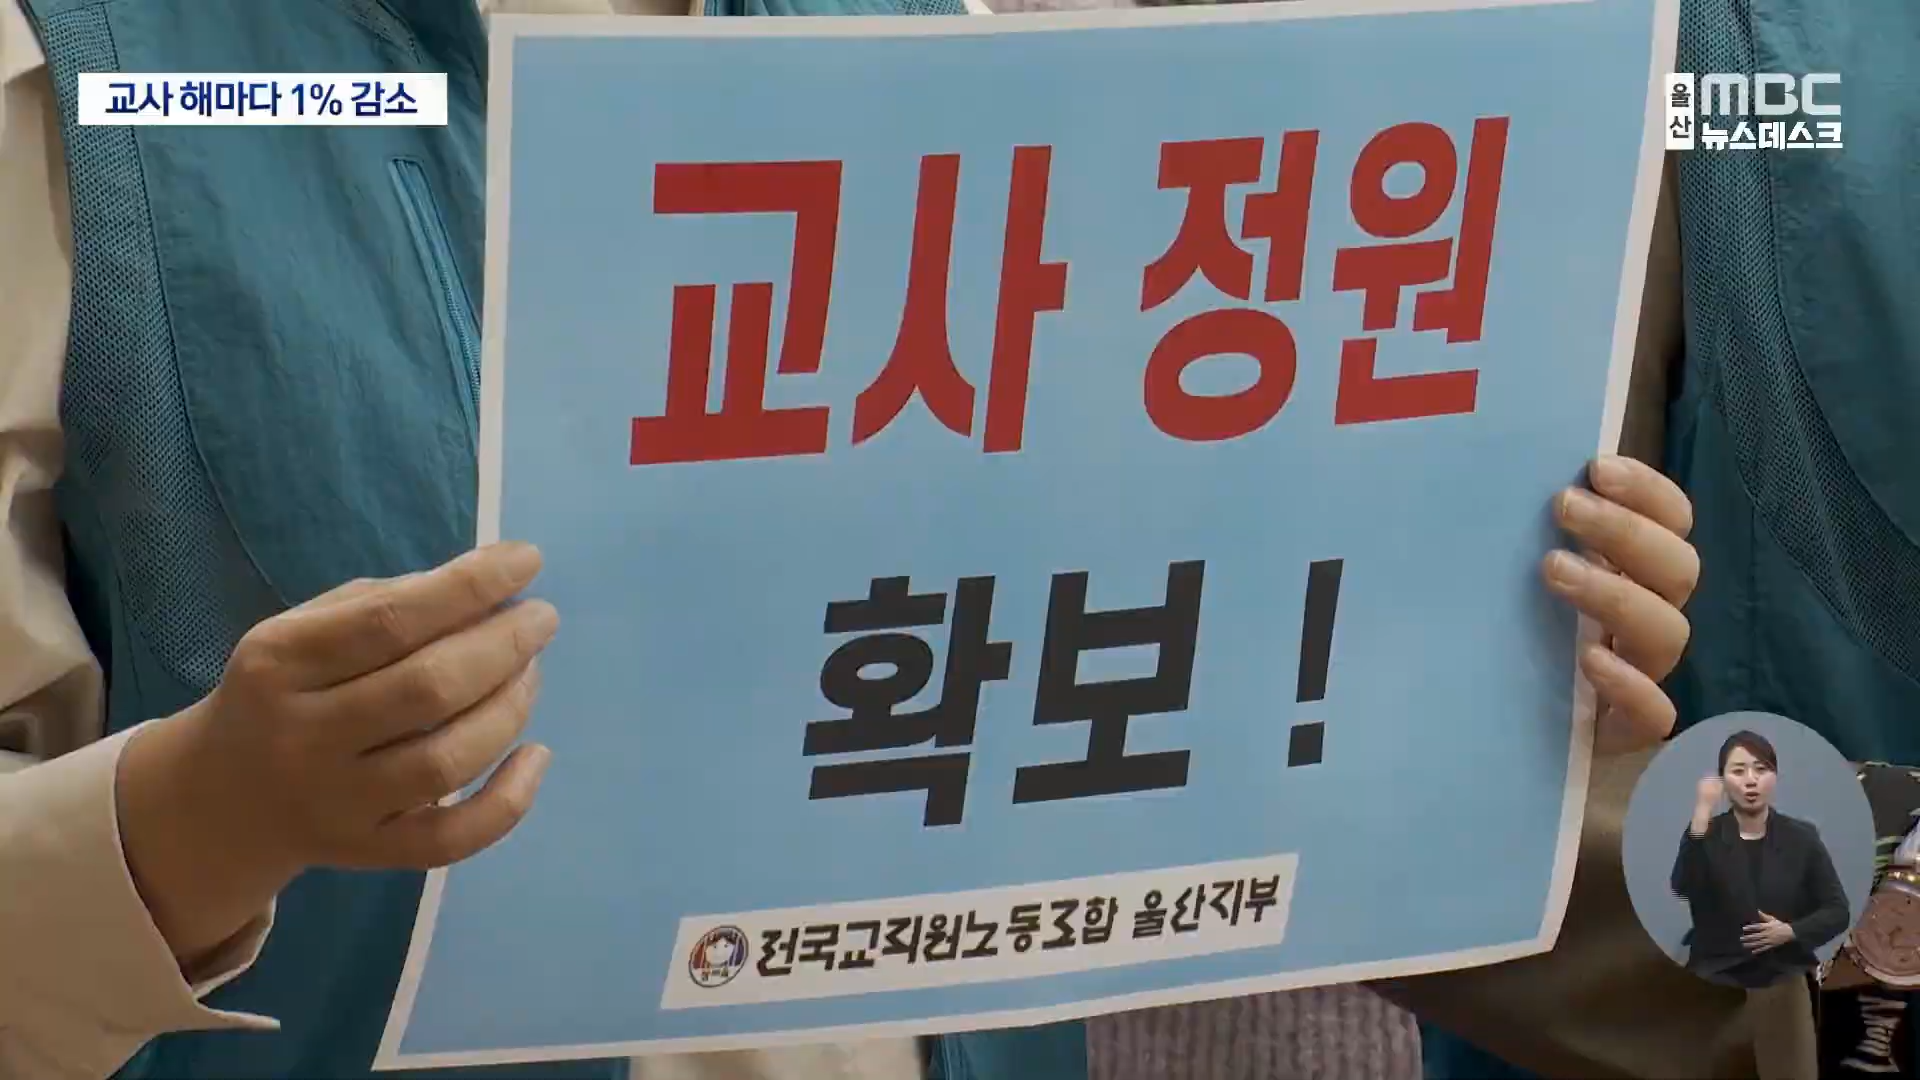 교사 해마다 1% 감소
울산 MBC
뉴스데스크
교사 정원
확보!
전국교직원노동조합 울산지부